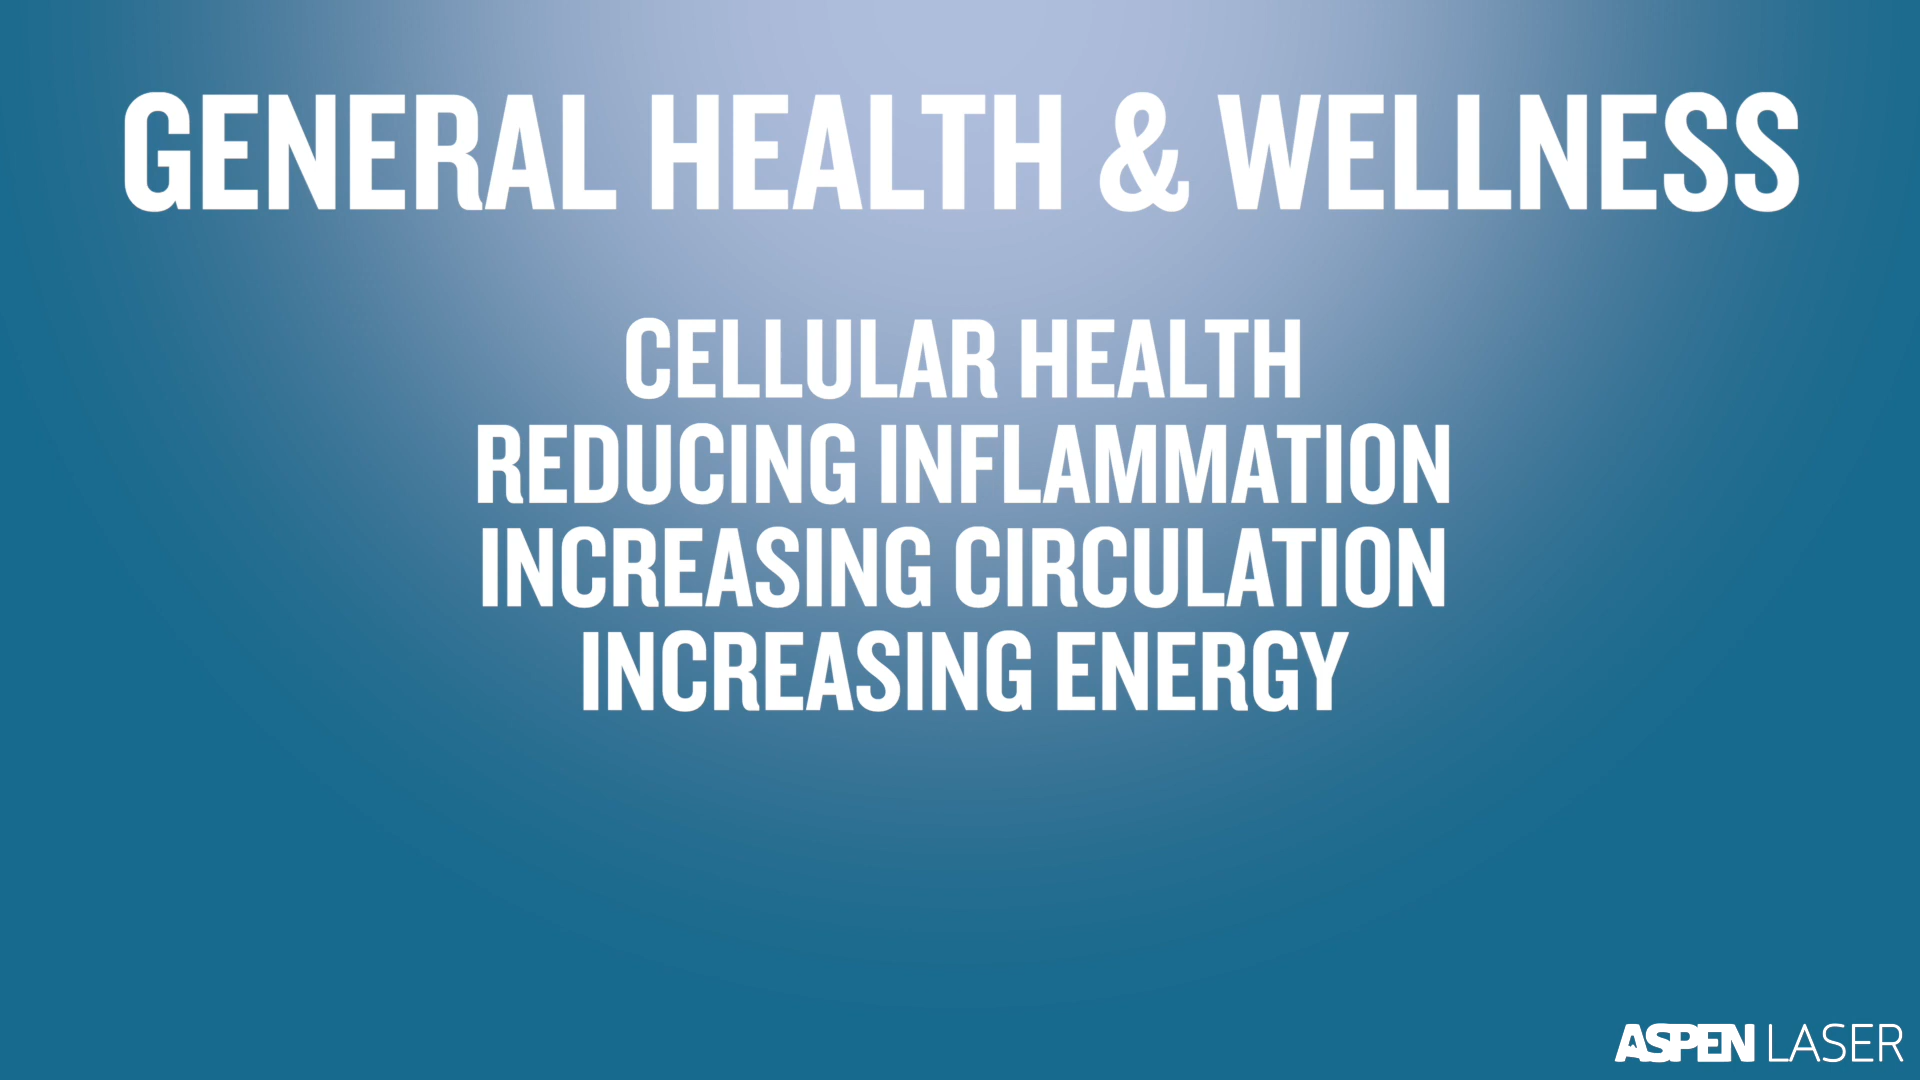 GENERAL HEALTH & WELLNESS
CELLULAR HEALTH
REDUCING INFLAMMATION
INCREASING CIRCULATION
INCREASING ENERGY
ASPEN LASER